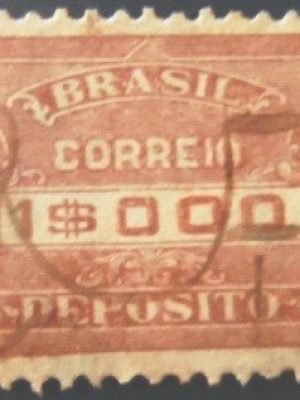 BRASIL
CORREIO
1$000
DEPOSITO